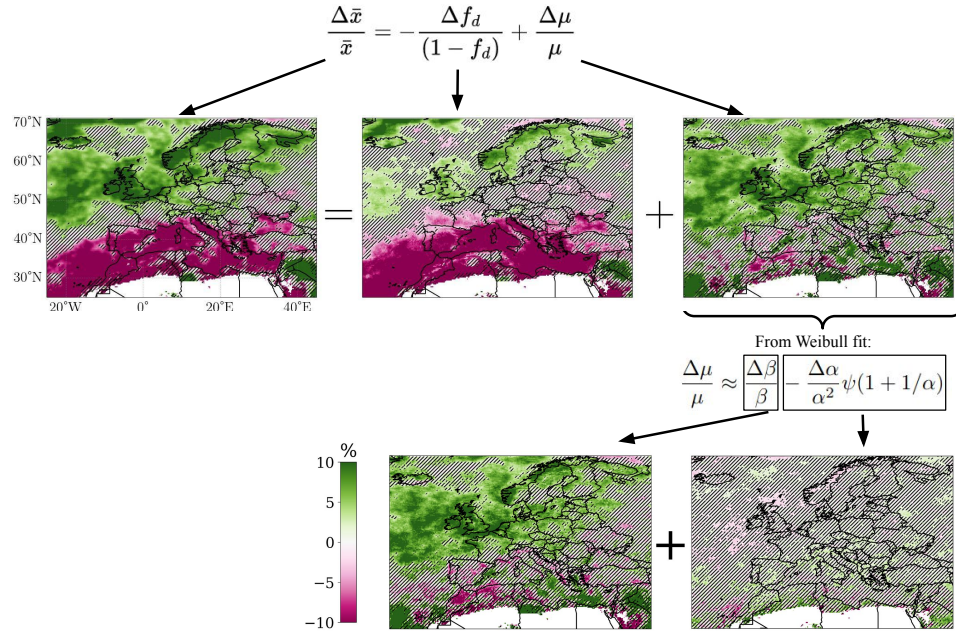 Δx̄/x̄ = −Δf_d/(1 − f_d) + Δμ/μ
70°N
60°N
50°N
40°N
30°N
20°W 0° 20°E 40°E
=
+
From Weibull fit:
Δμ/μ ≈ Δβ/β − Δα/α² ψ(1 + 1/α)
%
10
5
0
−5
−10
+